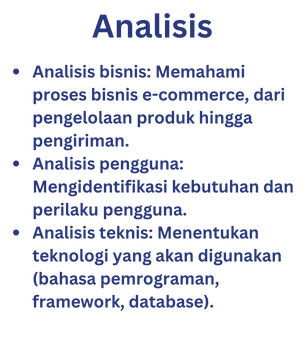 Analisis
• Analisis bisnis: Memahami
proses bisnis e-commerce, dari
pengelolaan produk hingga
pengiriman.
• Analisis pengguna:
Mengidentifikasi kebutuhan dan
perilaku pengguna.
• Analisis teknis: Menentukan
teknologi yang akan digunakan
(bahasa pemrograman,
framework, database).